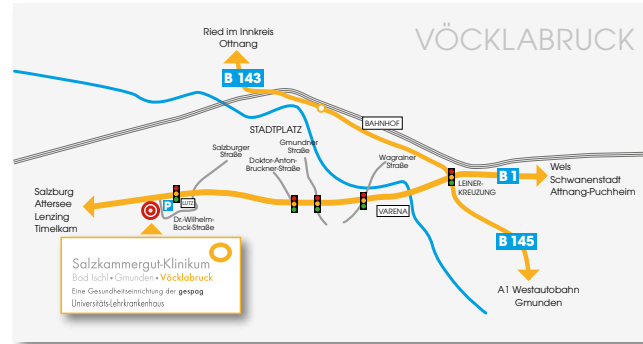 VÖCKLABRUCK
Ried im Innkreis
Ottnang
B 143
BAHNHOF
STADTPLATZ
Salzburger
Straße
Gmundner
Straße
Doktor-Anton-
Bruckner-Straße
Wagrainer
Straße
B 1
Wels
Schwanenstadt
Attnang-Puchheim
LEINER-
KREUZUNG
Salzburg
Attersee
Lenzing
Timelkam
P
LUTZ
Dr.-Wilhelm-
Bock-Straße
VARENA
B 145
A1 Westautobahn
Gmunden
Salzkammergut-Klinikum
Bad Ischl • Gmunden • Vöcklabruck
Eine Gesundheitseinrichtung der gespag
Universitäts-Lehrkrankenhaus